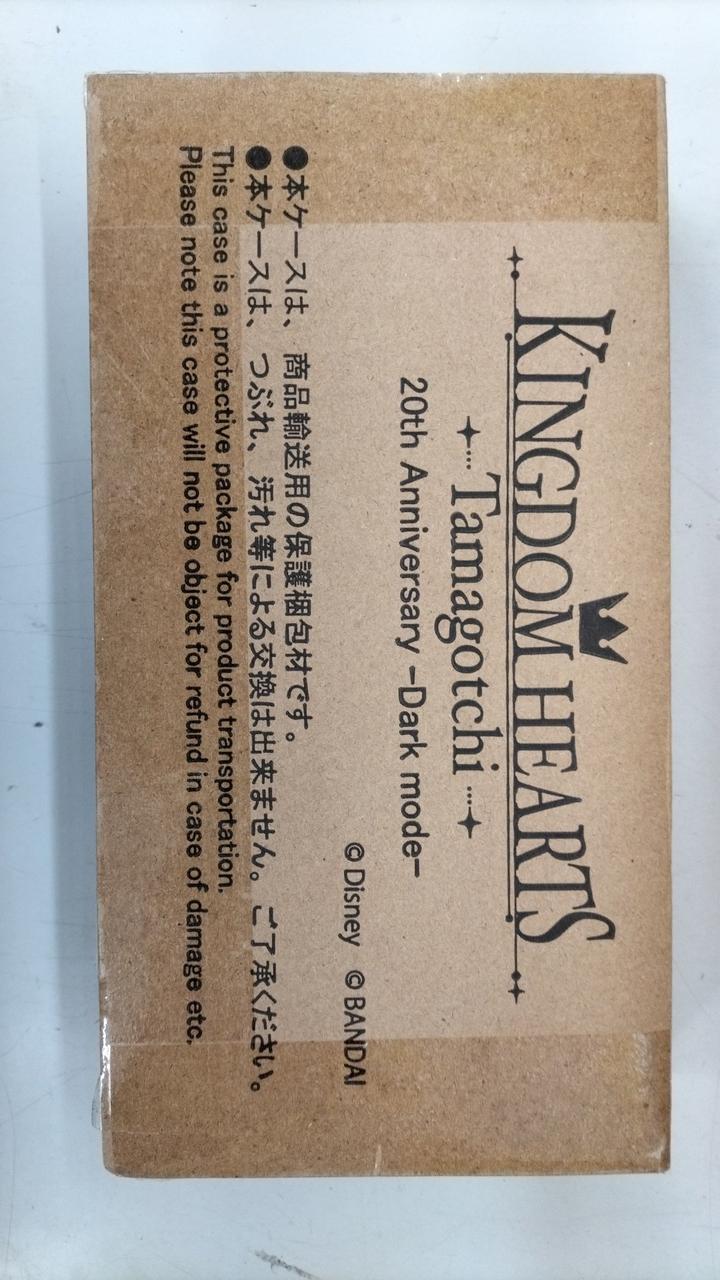 KINGDOM HEARTS
Tamagotchi
20th Anniversary -Dark mode-
©Disney ©BANDAI
●本ケースは、商品輸送用の保護梱包材です。
●本ケースは、つぶれ、汚れ等による交換は出来ません。ご了承ください。
This case is a protective package for product transportation.
Please note this case will not be object for refund in case of damage etc.